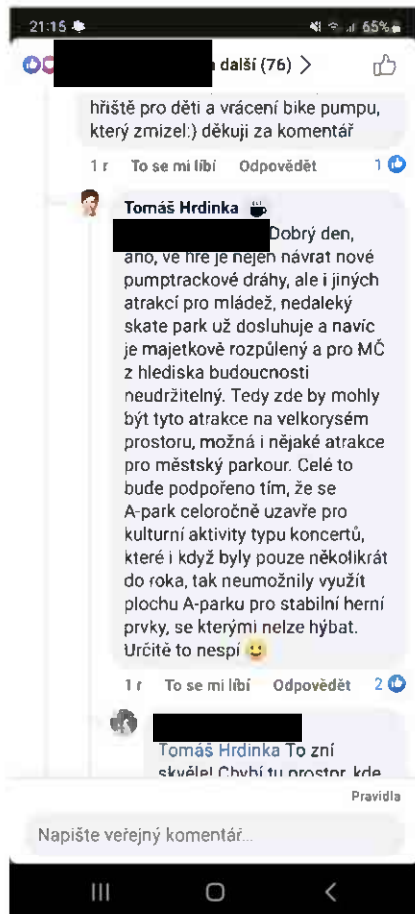 21:15
65%
další (76)
hřiště pro děti a vrácení bike pumpu,
který zmizel:) děkuji za komentář
1 r To se mi líbí Odpovědět 1
Tomáš Hrdinka
Dobrý den,
ano, ve hře je nejen návrat nové
pumptrackové dráhy, ale i jiných
atrakcí pro mládež, nedaleký
skate park už dosluhuje a navíc
je majetkově rozpůlený a pro MČ
z hlediska budoucnosti
neudržitelný. Tedy zde by mohly
být tyto atrakce na velkorysém
prostoru, možná i nějaké atrakce
pro městský parkour. Celé to
bude podpořeno tím, že se
A-park celoročně uzavře pro
kulturní aktivity typu koncertů,
které i když byly pouze několikrát
do roka, tak neumožnily využít
plochu A-parku pro stabilní herní
prvky, se kterými nelze hýbat.
Určitě to nespí 🙂
1 r To se mi líbí Odpovědět 2
Tomáš Hrdinka To zní
skvěle! Chybí tu prostor, kde
Pravidla
Napište veřejný komentář...